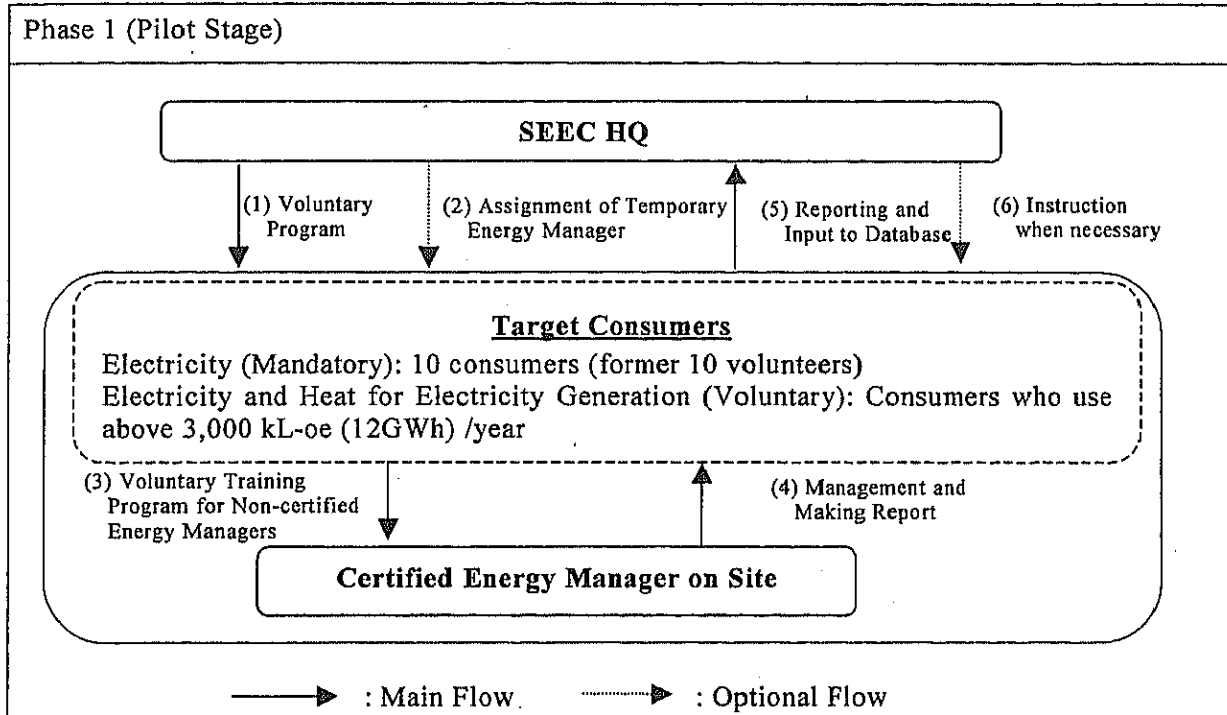 Phase 1 (Pilot Stage)
SEEC HQ
(1) Voluntary
Program
(2) Assignment of Temporary
Energy Manager
(5) Reporting and
Input to Database
(6) Instruction
when necessary
Target Consumers
Electricity (Mandatory): 10 consumers (former 10 volunteers)
Electricity and Heat for Electricity Generation (Voluntary): Consumers who use
above 3,000 kL-oe (12GWh) /year
(3) Voluntary Training
Program for Non-certified
Energy Managers
(4) Management and
Making Report
Certified Energy Manager on Site
: Main Flow : Optional Flow